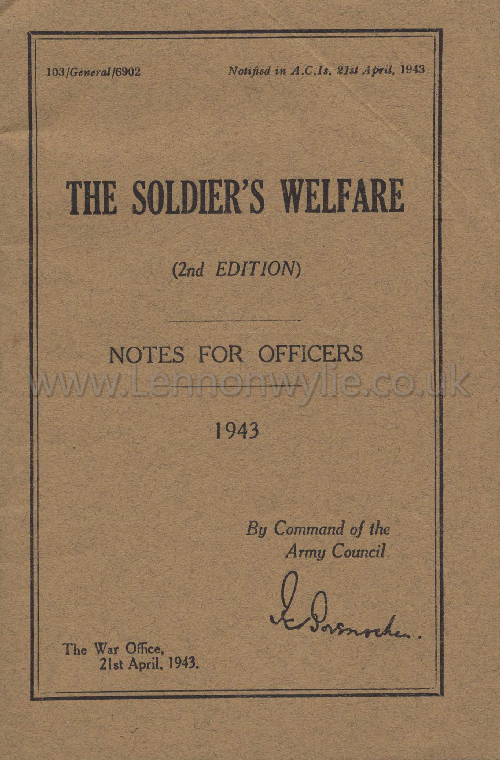 103/General/6902 Notified in A.C.Is. 21st April, 1943
THE SOLDIER'S WELFARE
(2nd EDITION)
NOTES FOR OFFICERS
www.Lennonwylie.co.uk
1943
By Command of the
Army Council
The War Office,
21st April, 1943.